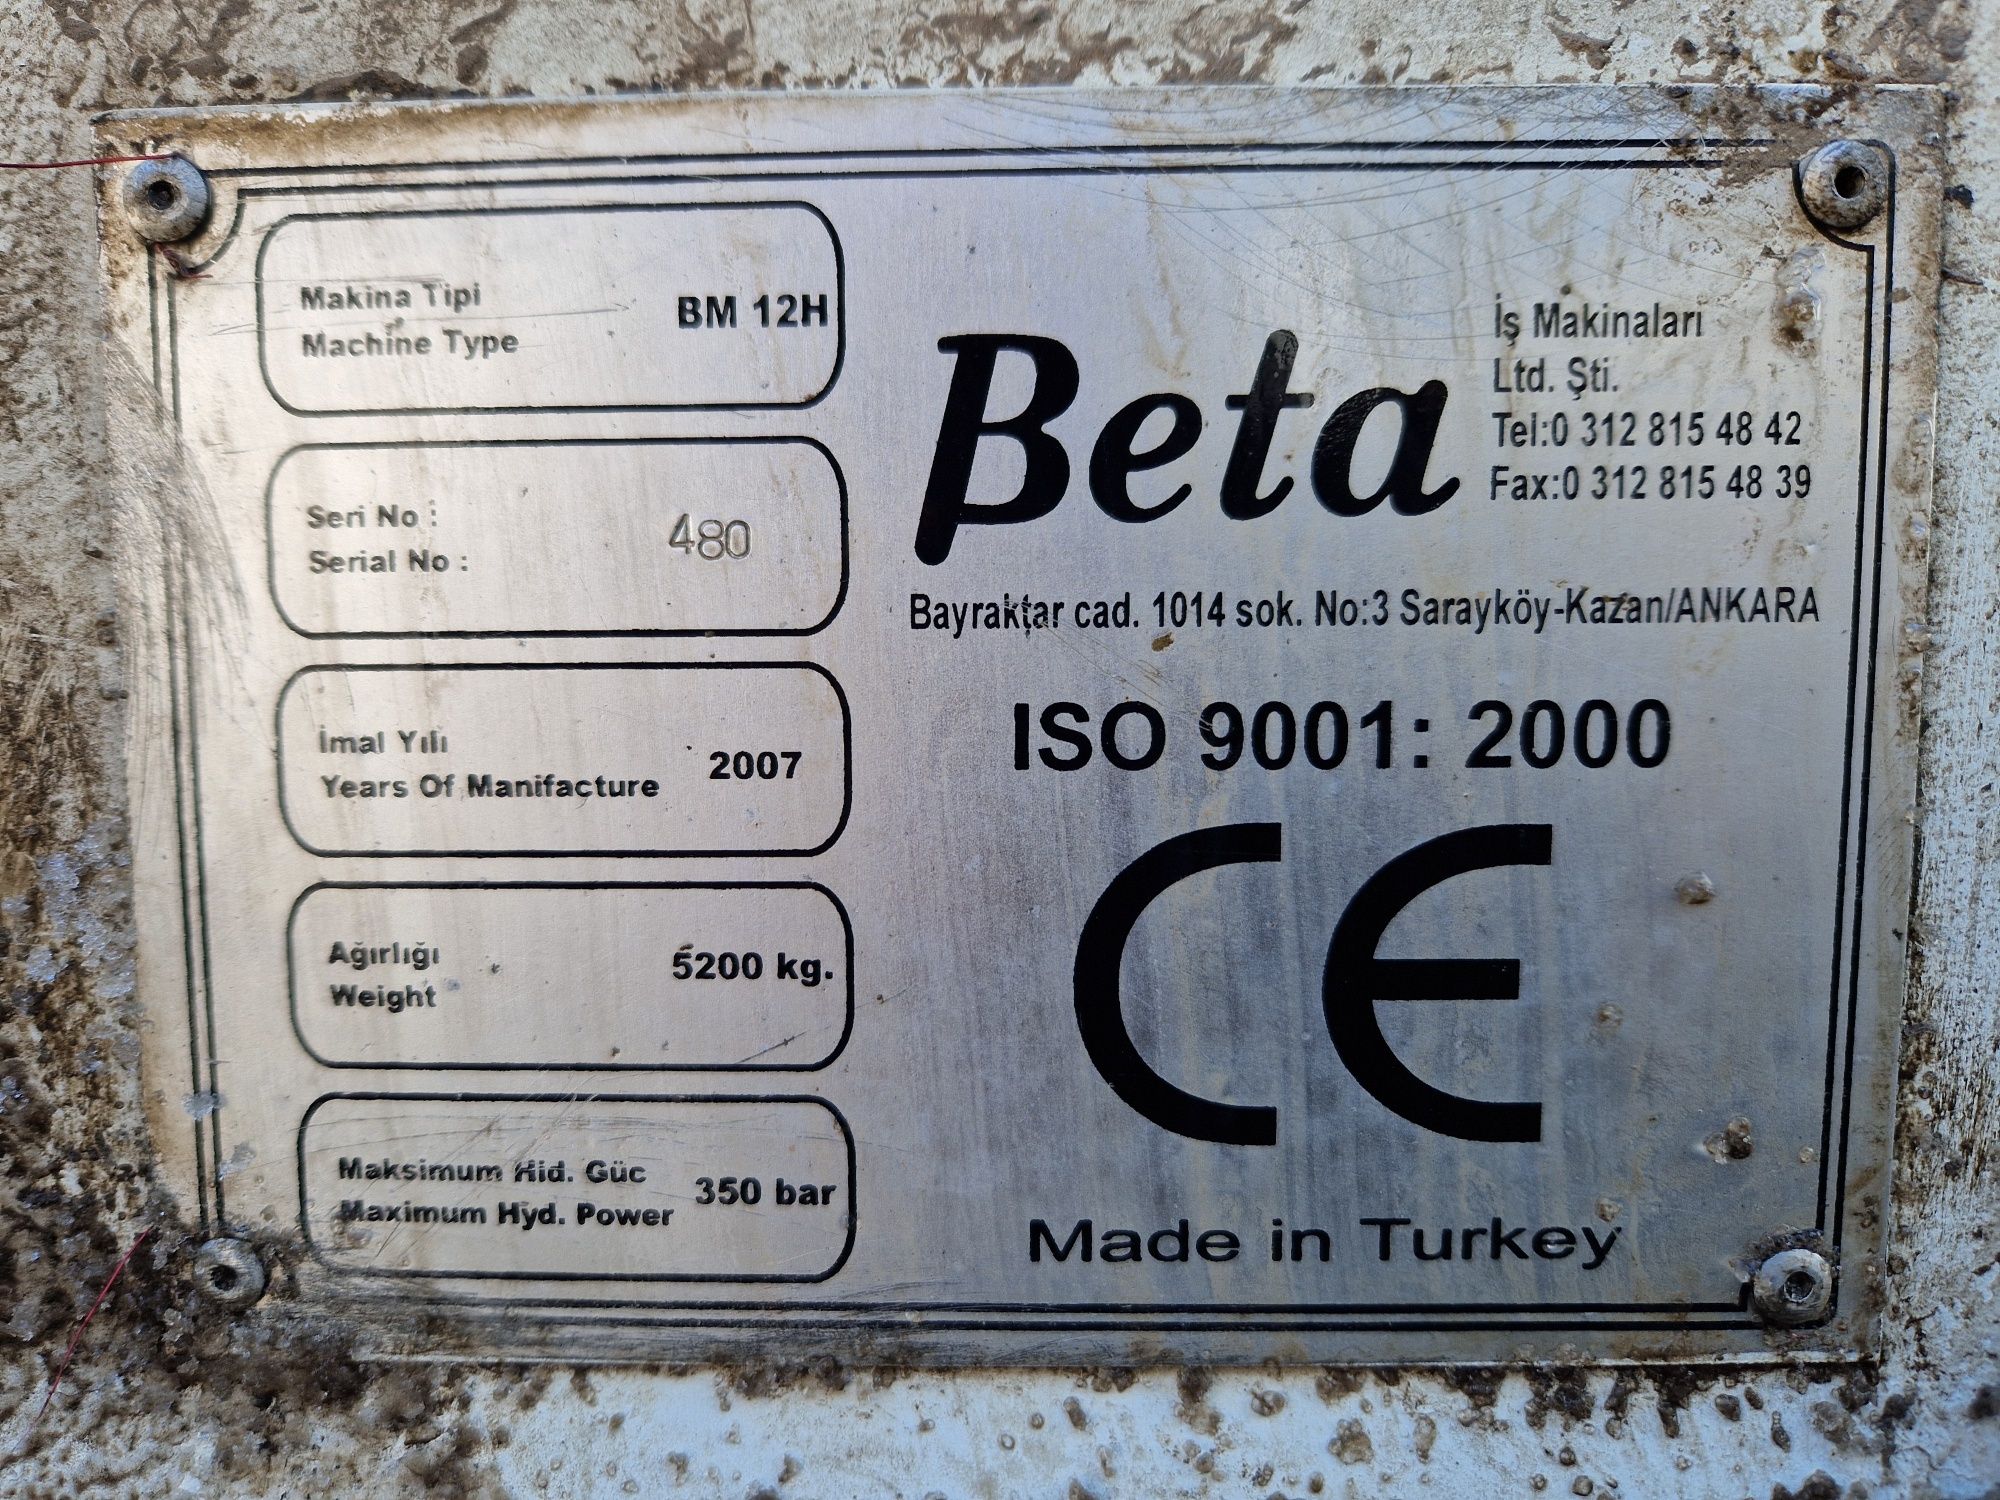 Makina Tipi
Machine Type
BM 12H
Seri No :
Serial No :
480
İmal Yılı
Years Of Manifacture
2007
Ağırlığı
Weight
5200 kg.
Maksimum Hid. Güc
Maximum Hyd. Power
350 bar
Beta
İş Makinaları
Ltd. Şti.
Tel:0 312 815 48 42
Fax:0 312 815 48 39
Bayraktar cad. 1014 sok. No:3 Sarayköy-Kazan/ANKARA
ISO 9001: 2000
CE
Made in Turkey